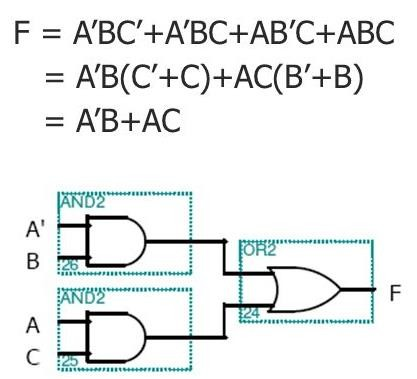 F = A′BC′+A′BC+AB′C+ABC
= A′B(C′+C)+AC(B′+B)
= A′B+AC
AND2
A'
B
26
OR2
F
24
AND2
A
C
25